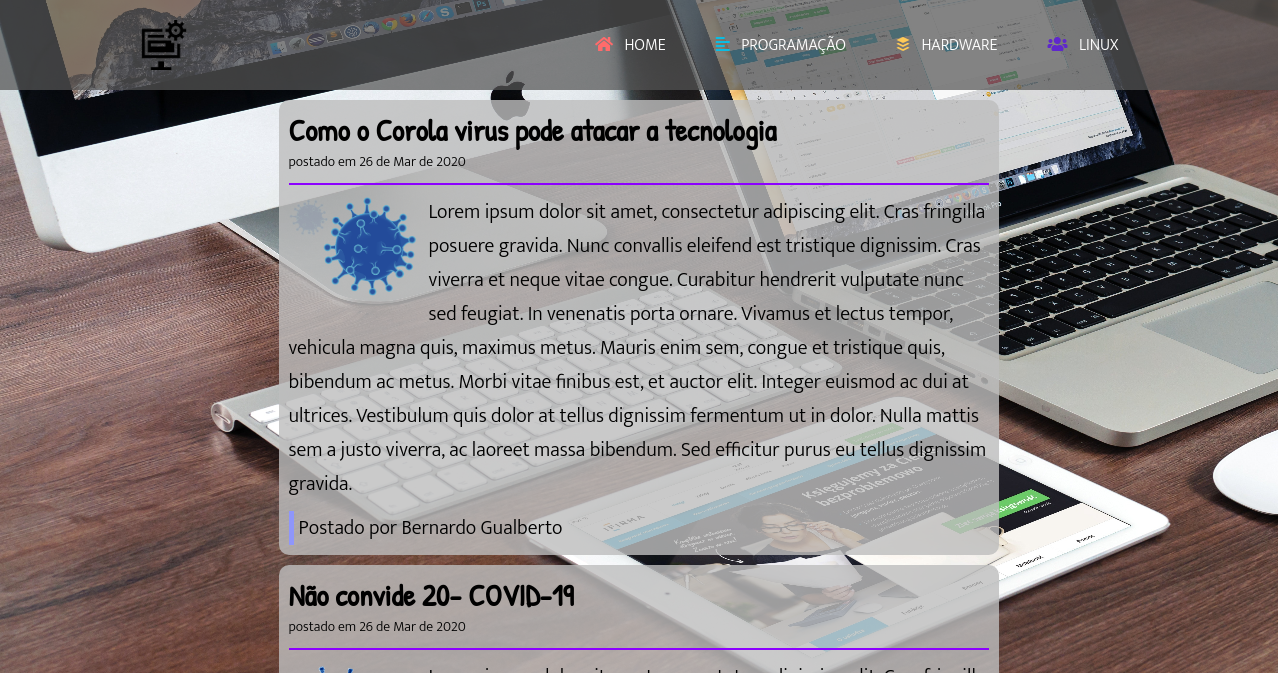 HOME
PROGRAMAÇÃO
HARDWARE
LINUX
Como o Corola virus pode atacar a tecnologia
postado em 26 de Mar de 2020
Lorem ipsum dolor sit amet, consectetur adipiscing elit. Cras fringilla
posuere gravida. Nunc convallis eleifend est tristique dignissim. Cras
viverra et neque vitae congue. Curabitur hendrerit vulputate nunc
sed feugiat. In venenatis porta ornare. Vivamus et lectus tempor,
vehicula magna quis, maximus metus. Mauris enim sem, congue et tristique quis,
bibendum ac metus. Morbi vitae finibus est, et auctor elit. Integer euismod ac dui at
ultrices. Vestibulum quis dolor at tellus dignissim fermentum ut in dolor. Nulla mattis
sem a justo viverra, ac laoreet massa bibendum. Sed efficitur purus eu tellus dignissim
gravida.
Księgujemy za Ciebie
bezproblemowo
Postado por Bernardo Gualberto
Não convide 20- COVID-19
postado em 26 de Mar de 2020